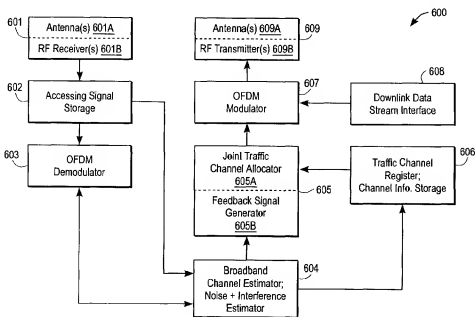 600
601
Antenna(s) 601A
RF Receiver(s) 601B
Antenna(s) 609A
609
RF Transmitter(s) 609B
602
Accessing Signal
Storage
OFDM
Modulator
607
608
Downlink Data
Stream Interface
603
OFDM
Demodulator
Joint Traffic
Channel Allocator
605A
605
Feedback Signal
Generator
605B
606
Traffic Channel
Register;
Channel Info. Storage
Broadband
Channel Estimator;
Noise + Interference
Estimator
604